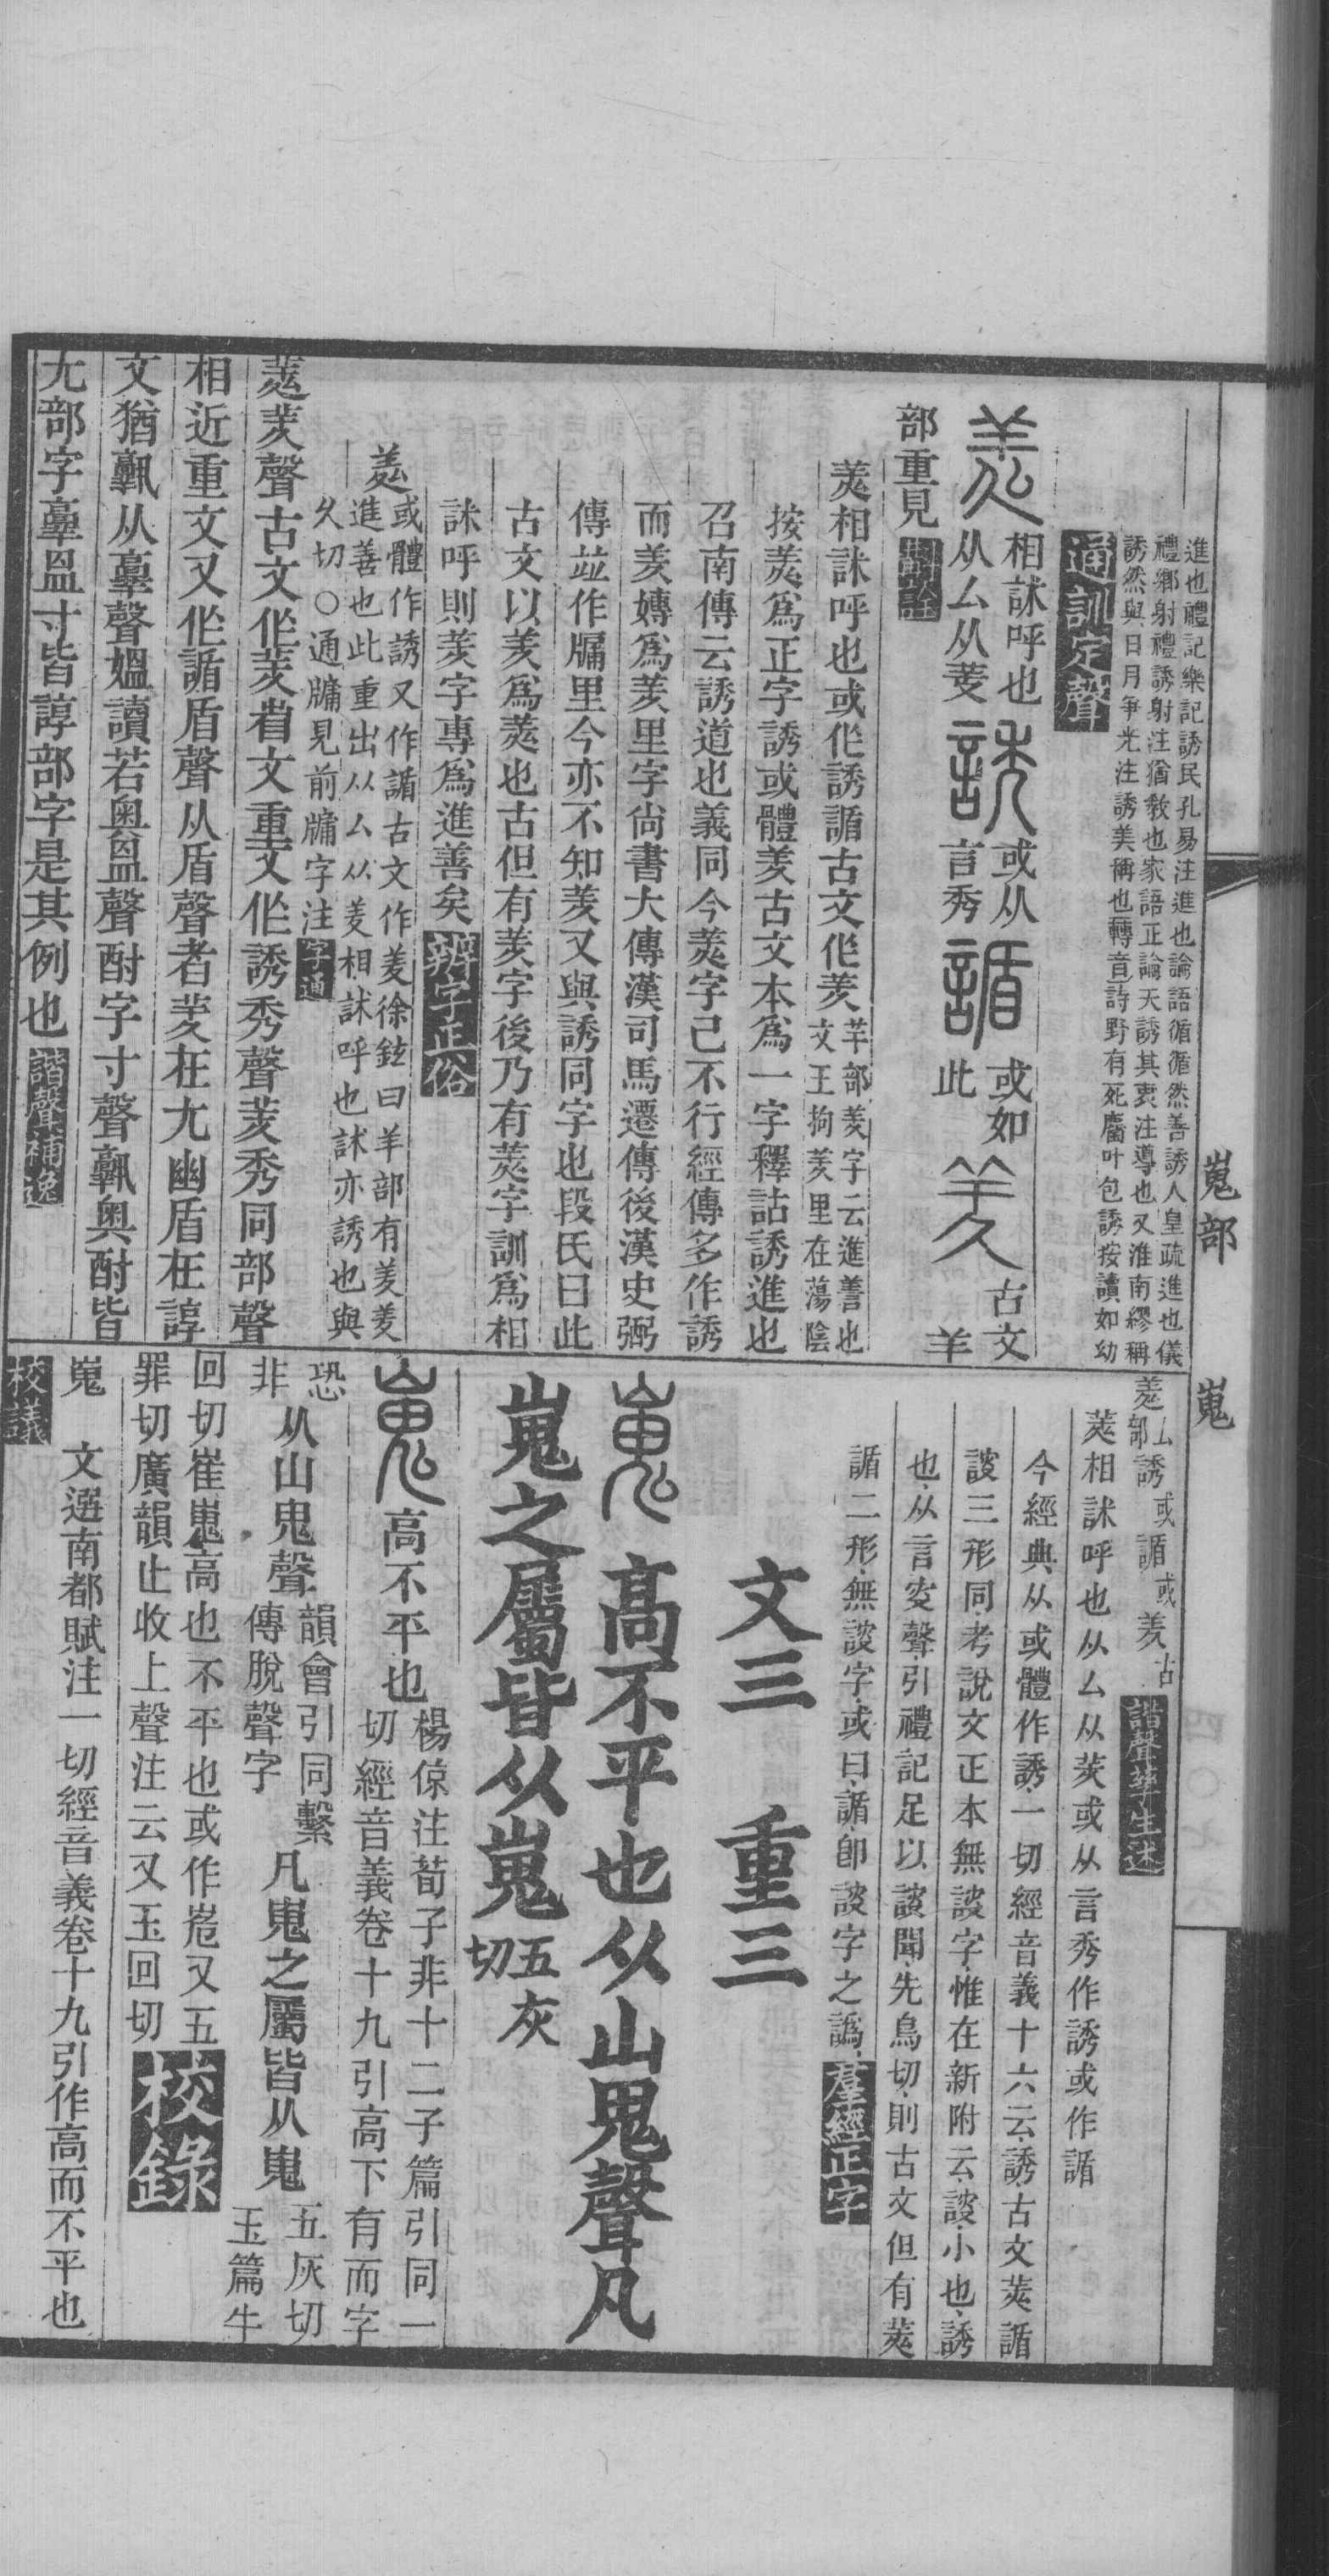 進也禮記樂記誘民孔易注進也論語循循然善誘人皇疏進也儀
禮鄉射禮誘射注猶教也家語正論天誘其衷注導也又淮南繆稱
誘然與日月爭光注誘美稱也轉音詩野有死麕叶包誘按讀如幼
通訓定聲
相訹呼也
从厶从羑
或从
言秀
或如
此
古文
羊
部重見
羑相訹呼也或作誘䛻古文作羑羊部羑字云進善也
文王拘羑里在蕩陰
按羑爲正字誘或體羑古文本爲一字釋詁誘進也
召南傳云誘道也義同今羑字已不行經傳多作誘
而羑嫥爲羑里字尙書大傳漢司馬遷傳後漢史弼
傳竝作牖里今亦不知羑又與誘同字也段氏曰此
古文以羑爲羑也古但有羑字後乃有羑字訓爲相
訹呼則羑字專爲進善矣 辨字正俗
羑
或體作誘又作䛻古文作羑徐鉉曰羊部有羑羑
進善也此重出从厶从羑相訹呼也訹亦誘也與
久切○通牖見前牖字注 字通
羑羑聲古文作羑㫺文重文作誘秀聲羑秀同部聲
相近重文又作䛻盾聲从盾聲者羑在尤幽盾在諄
文猶䵍从𦎧聲媼讀若奧𥁕聲酎字寸聲䵍奧酎皆
尤部字𦎧𥁕寸皆諄部字是其例也 諧聲補逸
羑厶部誘或䛻或羑古 諧聲孳生述
羑相訹呼也从厶从羑或从言秀作誘或作䛻
今經典从或體作誘一切經音義十六云誘古文羑䛻
謏三形同考說文正本無謏字惟在新附云謏小也誘
也从言叜聲引禮記足以謏聞先鳥切則古文但有羑
䛻二形無謏字或曰䛻卽謏字之譌 羣經正字
文三 重三
嵬 高不平也从山鬼聲凡
嵬之屬皆从嵬五灰切
嵬高不平也楊倞注荀子非十二子篇引同一
切經音義卷十九引高下有而字
恐非
从山鬼聲韻會引同繫
傳脫聲字
凡嵬之屬皆从嵬五灰切
玉篇牛
回切崔嵬高也不平也或作峞又五
罪切廣韻止收上聲注云又玉回切 校錄
嵬 文選南都賦注一切經音義卷十九引作高而不平也
校議
嵬部 嵬